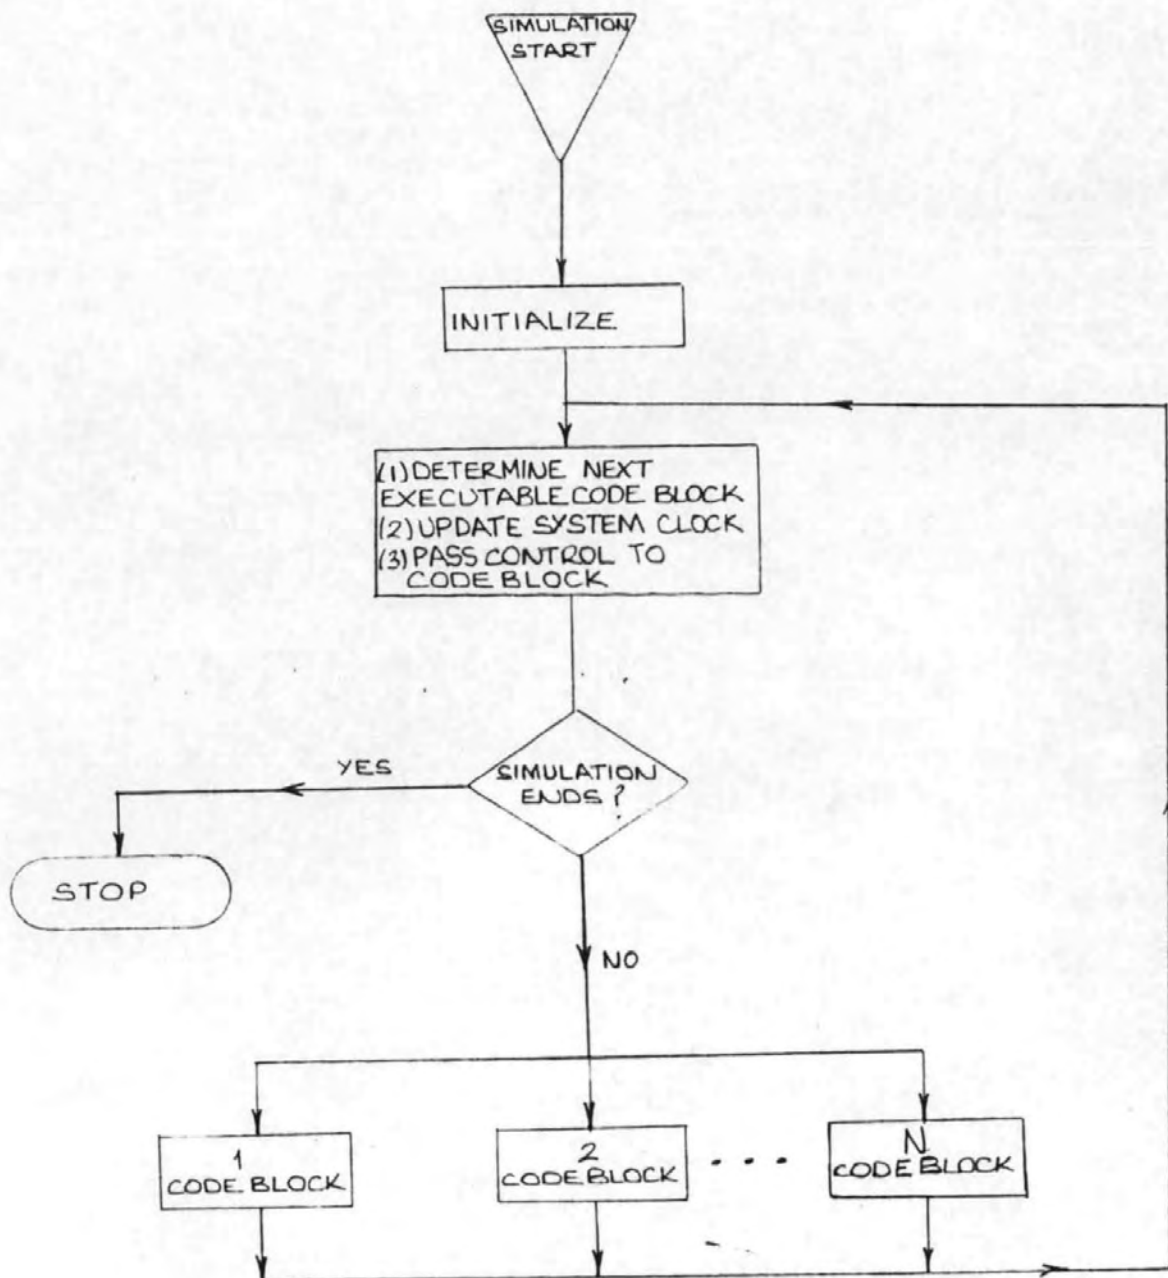 SIMULATION
START
INITIALIZE
(1) DETERMINE NEXT
EXECUTABLE CODE BLOCK
(2) UPDATE SYSTEM CLOCK
(3) PASS CONTROL TO
CODE BLOCK
YES
SIMULATION
ENDS?
STOP
NO
1
CODE BLOCK
2
CODE BLOCK
. . .
N
CODE BLOCK